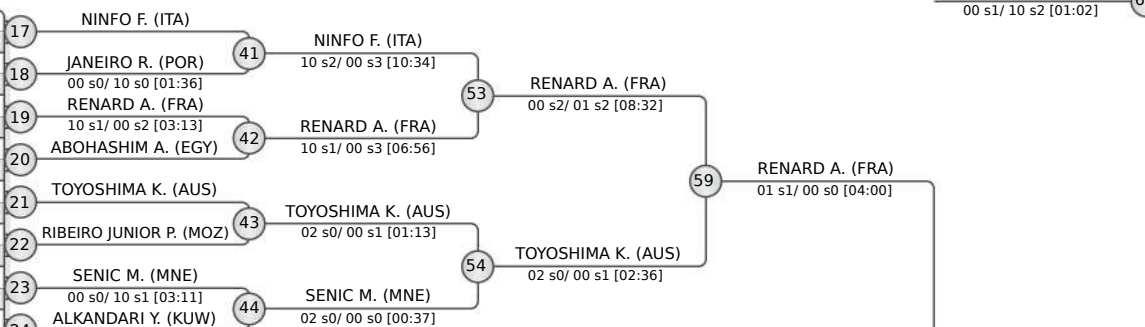 17
NINFO F. (ITA)
18
JANEIRO R. (POR)
00 s0/ 10 s0 [01:36]
19
RENARD A. (FRA)
10 s1/ 00 s2 [03:13]
20
ABOHASHIM A. (EGY)
21
TOYOSHIMA K. (AUS)
22
RIBEIRO JUNIOR P. (MOZ)
23
SENIC M. (MNE)
00 s0/ 10 s1 [03:11]
ALKANDARI Y. (KUW)
41
NINFO F. (ITA)
10 s2/ 00 s3 [10:34]
42
RENARD A. (FRA)
10 s1/ 00 s3 [06:56]
43
TOYOSHIMA K. (AUS)
02 s0/ 00 s1 [01:13]
44
SENIC M. (MNE)
02 s0/ 00 s0 [00:37]
53
RENARD A. (FRA)
00 s2/ 01 s2 [08:32]
54
TOYOSHIMA K. (AUS)
02 s0/ 00 s1 [02:36]
59
RENARD A. (FRA)
01 s1/ 00 s0 [04:00]
00 s1/ 10 s2 [01:02]